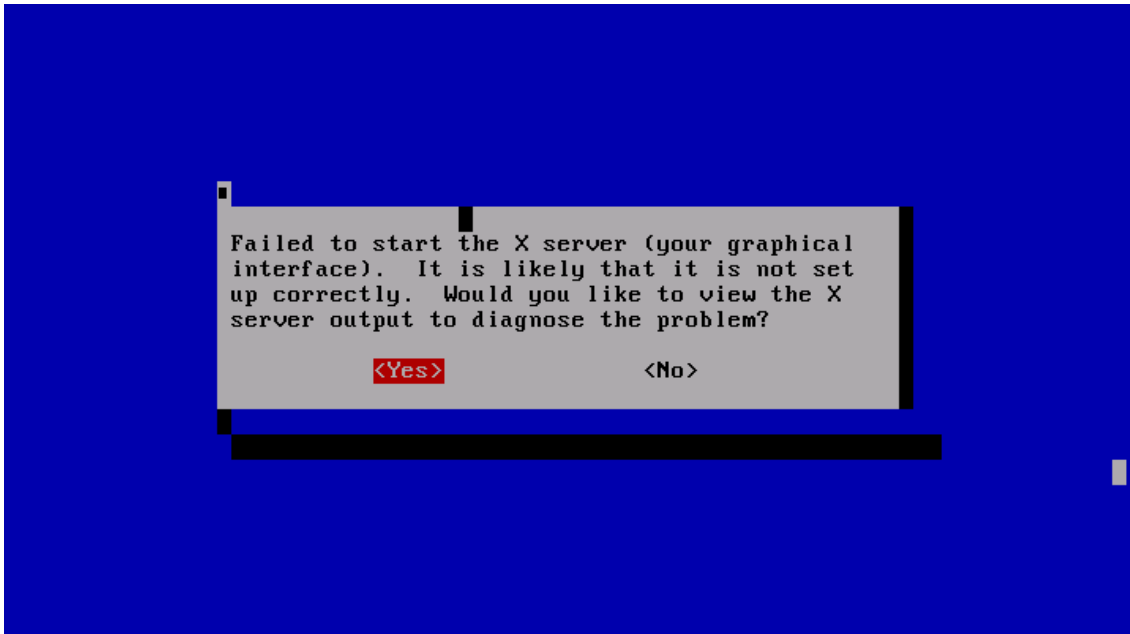 Failed to start the X server (your graphical
interface).  It is likely that it is not set
up correctly.  Would you like to view the X
server output to diagnose the problem?
<Yes> <No>